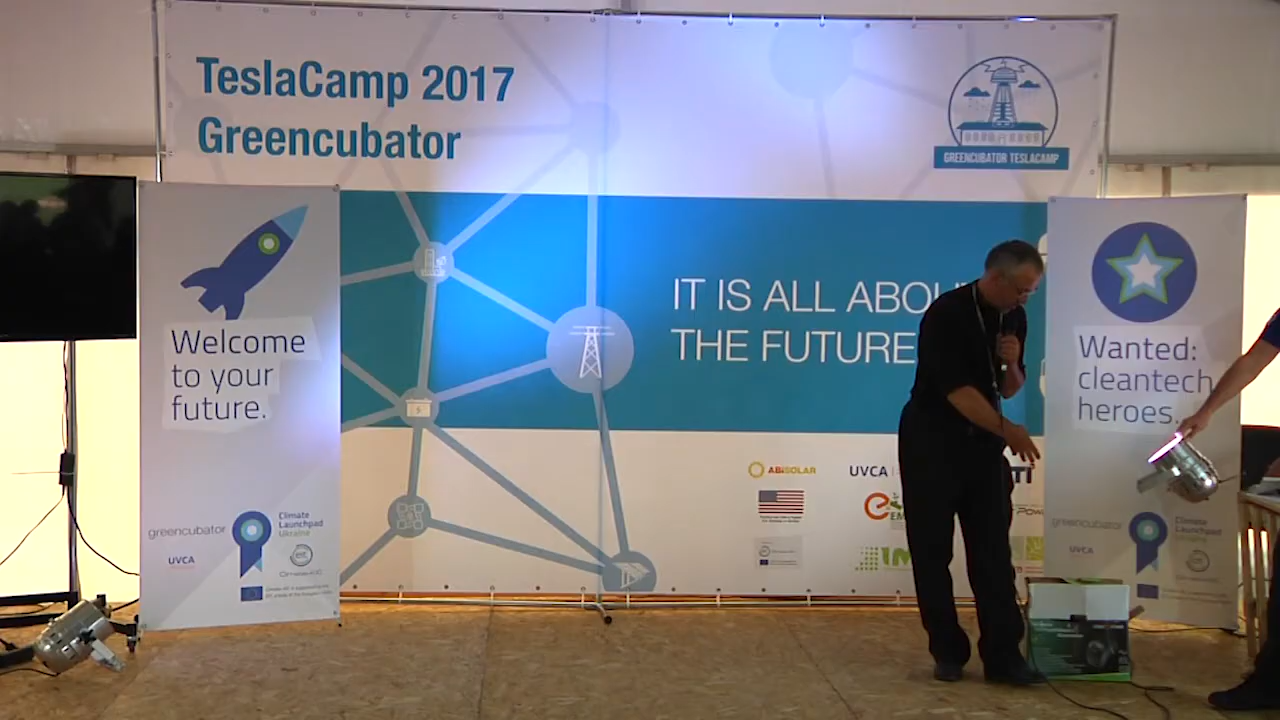 TeslaCamp 2017
Greencubator
GREENCUBATOR TESLACAMP
IT IS ALL ABOU
THE FUTURE
Welcome
to your
future.
Wanted:
cleantech
heroes.
ABISOLAR
UVCA
greencubator
Climate
Launchpad
Ukraine
UVCA
greencubator
Climate
Launchpad
UVCA